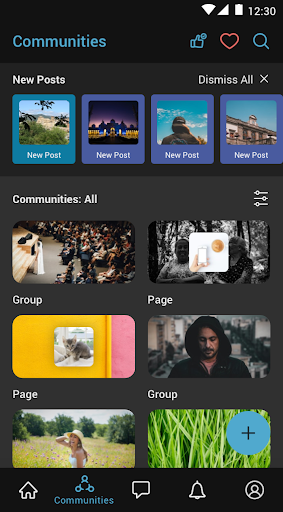 12:30
Communities
New Posts
Dismiss All
New Post
New Post
New Post
New Post
Communities: All
Group
Page
Page
Group
Communities